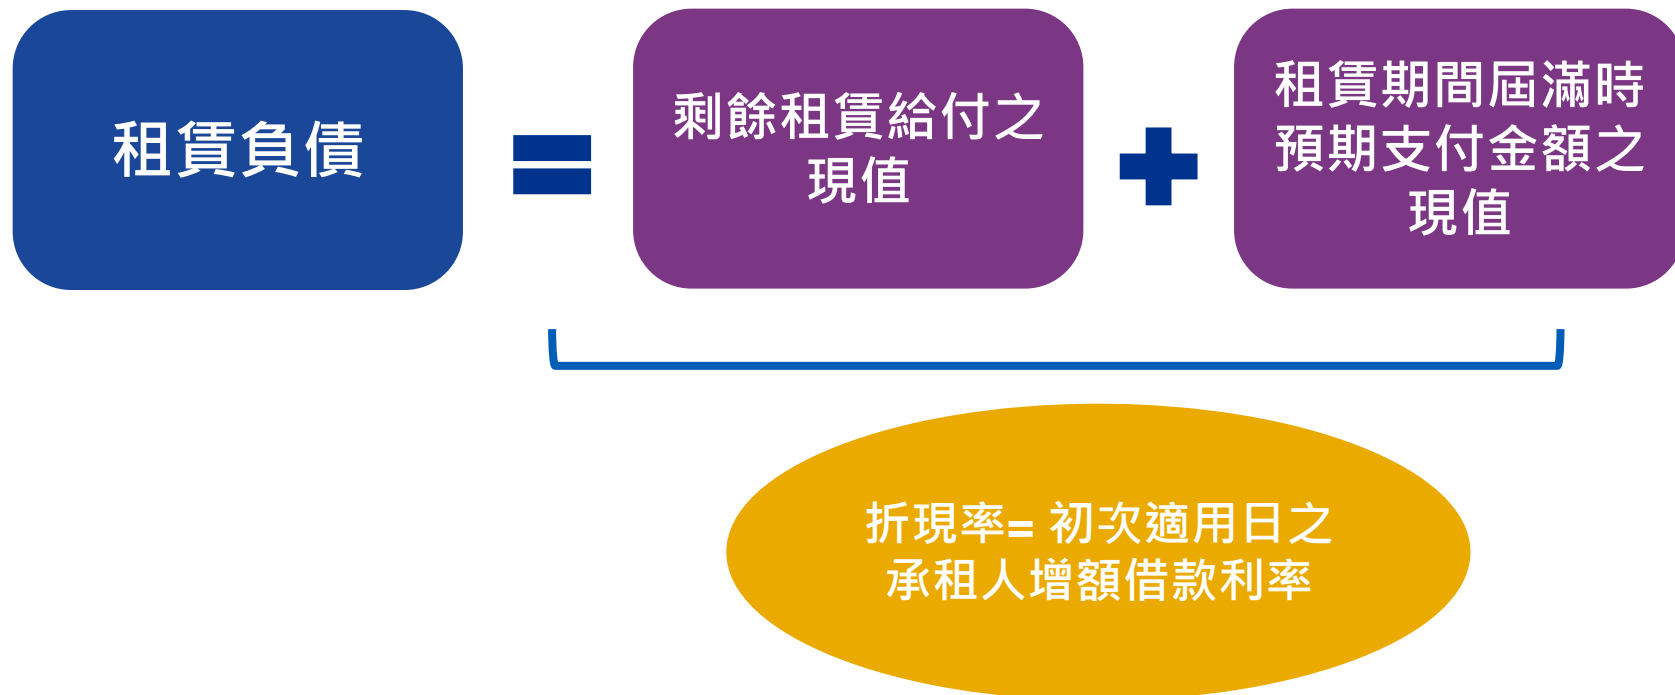 租賃負債
=
剩餘租賃給付之
現值
+
租賃期間屆滿時
預期支付金額之
現值
折現率= 初次適用日之
承租人增額借款利率